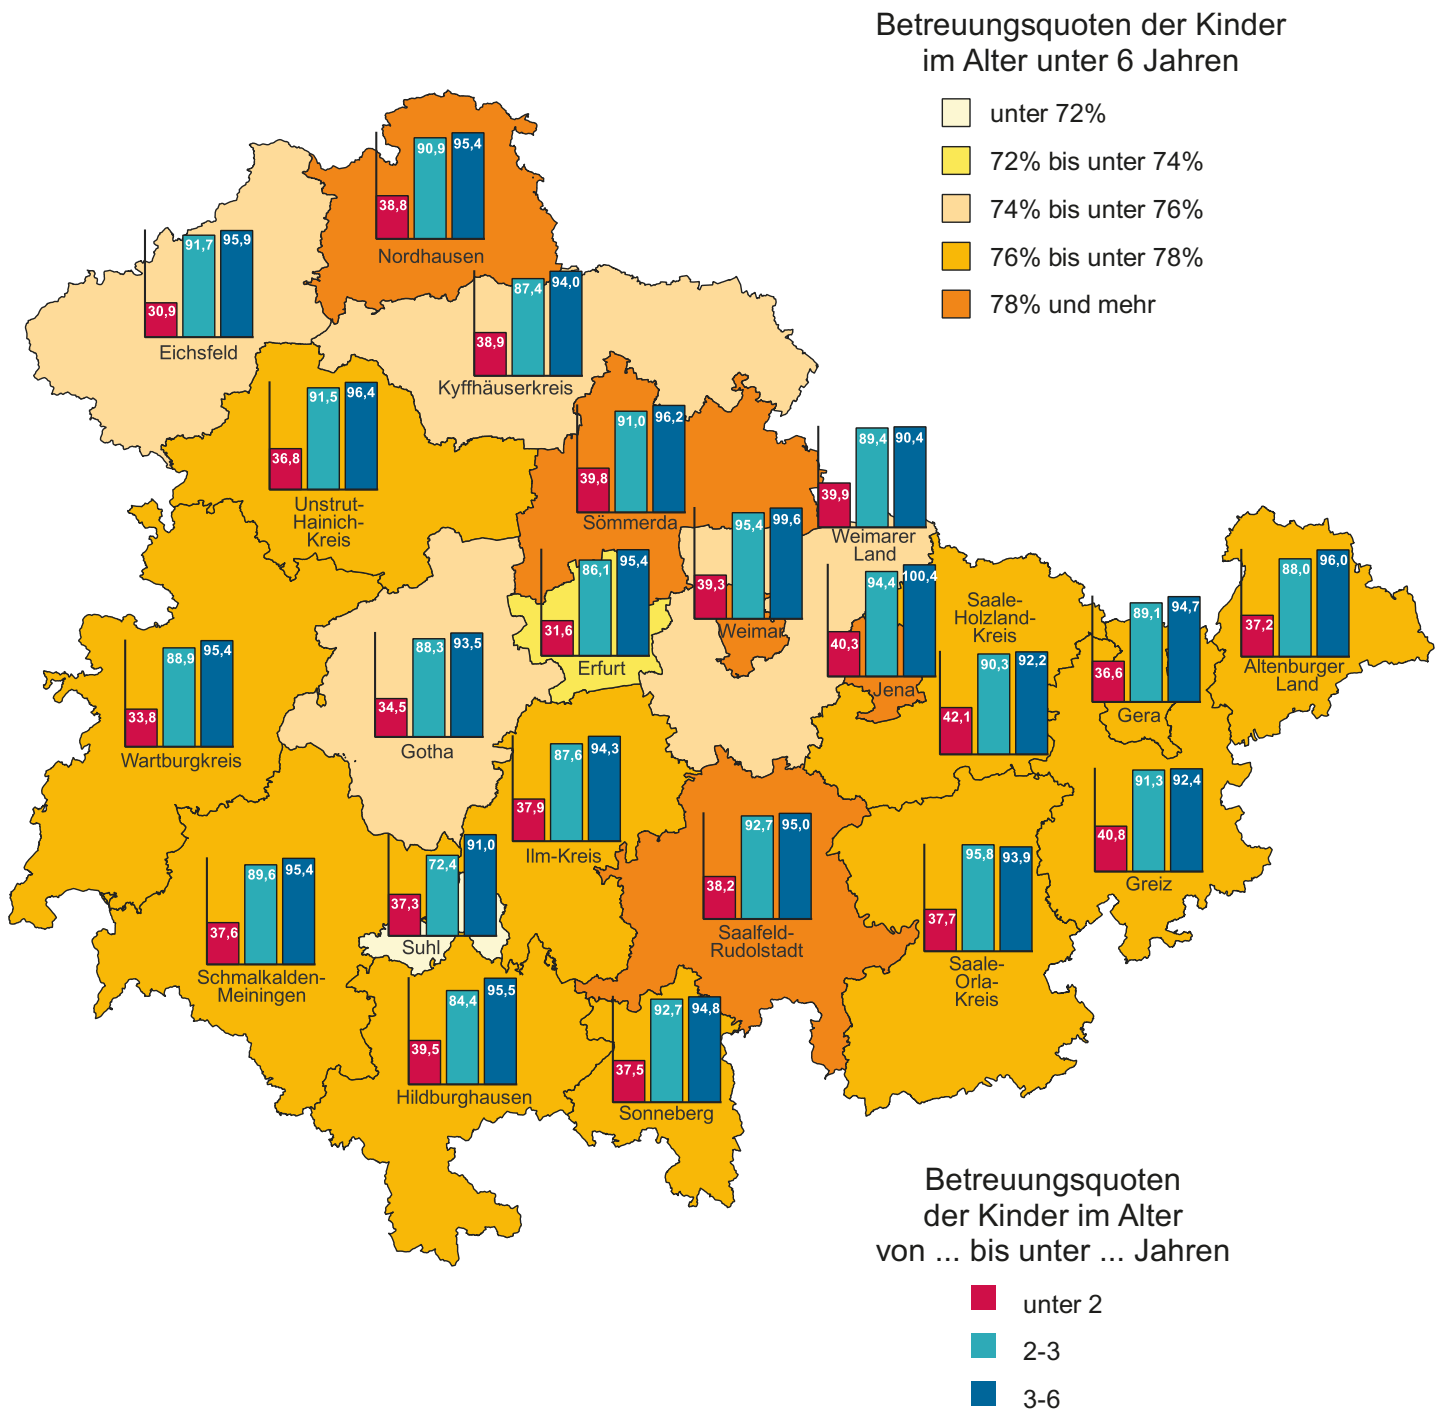 Betreuungsquoten der Kinder
im Alter unter 6 Jahren
unter 72%
72% bis unter 74%
74% bis unter 76%
76% bis unter 78%
78% und mehr
38,8
90,9
95,4
Nordhausen
30,9
91,7
95,9
Eichsfeld
38,9
87,4
94,0
Kyffhäuserkreis
36,8
91,5
96,4
Unstrut-
Hainich-
Kreis
39,8
91,0
96,2
Sömmerda
39,9
89,4
90,4
Weimarer
Land
39,3
95,4
99,6
Weimar
31,6
86,1
95,4
Erfurt
40,3
94,4
100,4
Jena
Saale-
Holzland-
Kreis
42,1
90,3
92,2
36,6
89,1
94,7
Gera
37,2
88,0
96,0
Altenburger
Land
33,8
88,9
95,4
Wartburgkreis
34,5
88,3
93,5
Gotha
37,9
87,6
94,3
Ilm-Kreis
40,8
91,3
92,4
Greiz
37,6
89,6
95,4
Schmalkalden-
Meiningen
37,3
72,4
91,0
Suhl
38,2
92,7
95,0
Saalfeld-
Rudolstadt
37,7
95,8
93,9
Saale-
Orla-
Kreis
39,5
84,4
95,5
Hildburghausen
37,5
92,7
94,8
Sonneberg
Betreuungsquoten
der Kinder im Alter
von ... bis unter ... Jahren
unter 2
2-3
3-6